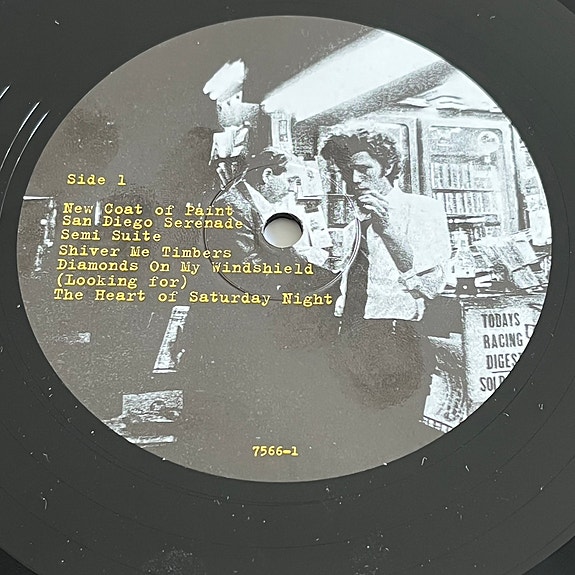 Side 1
New Coat of Paint
San Diego Serenade
Semi Suite
Shiver Me Timbers
Diamonds On My Windshield
(Looking for)
The Heart of Saturday Night
TODAYS
RACING
DIGES
SOL
7566-1